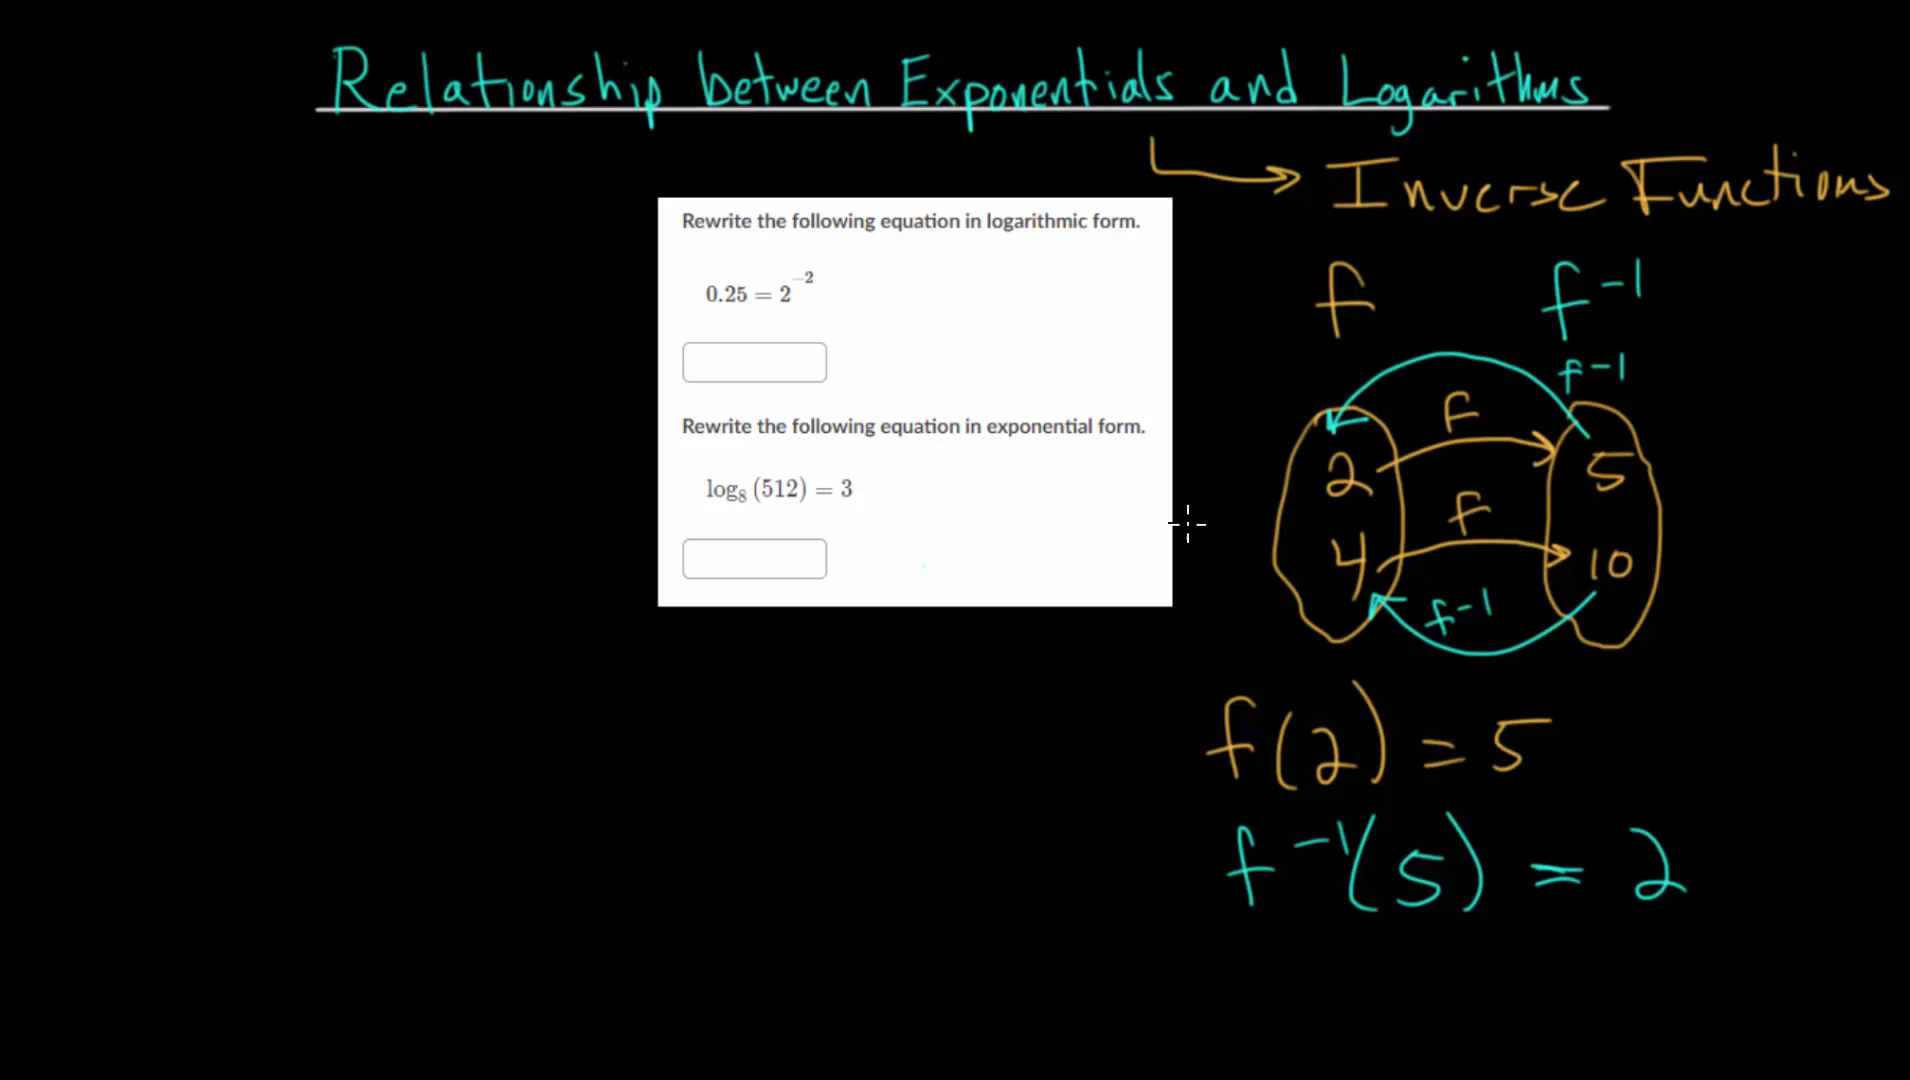 Relationship between Exponentials and Logarithms
Inverse Functions
Rewrite the following equation in logarithmic form.
0.25 = 2^-2
Rewrite the following equation in exponential form.
log₈ (512) = 3
f f^-1
f^-1
F
2 5
F
4 10
f^-1
f(2) = 5
f^-1(5) = 2